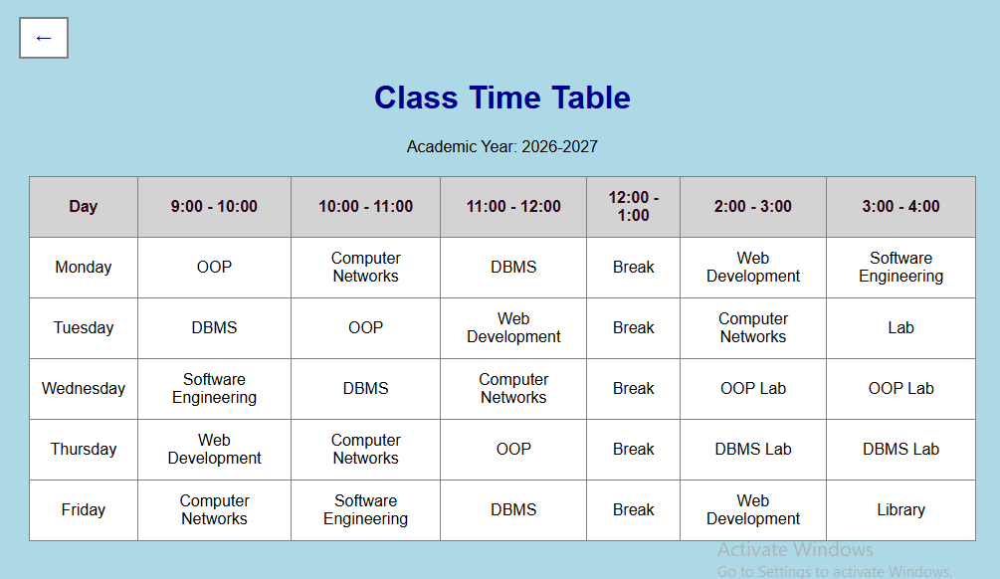 ←
Class Time Table
Academic Year: 2026-2027
Day 9:00 - 10:00 10:00 - 11:00 11:00 - 12:00 12:00 - 1:00 2:00 - 3:00 3:00 - 4:00
Monday OOP Computer Networks DBMS Break Web Development Software Engineering
Tuesday DBMS OOP Web Development Break Computer Networks Lab
Wednesday Software Engineering DBMS Computer Networks Break OOP Lab OOP Lab
Thursday Web Development Computer Networks OOP Break DBMS Lab DBMS Lab
Friday Computer Networks Software Engineering DBMS Break Web Development Library
Activate Windows
Go to Settings to activate Windows.